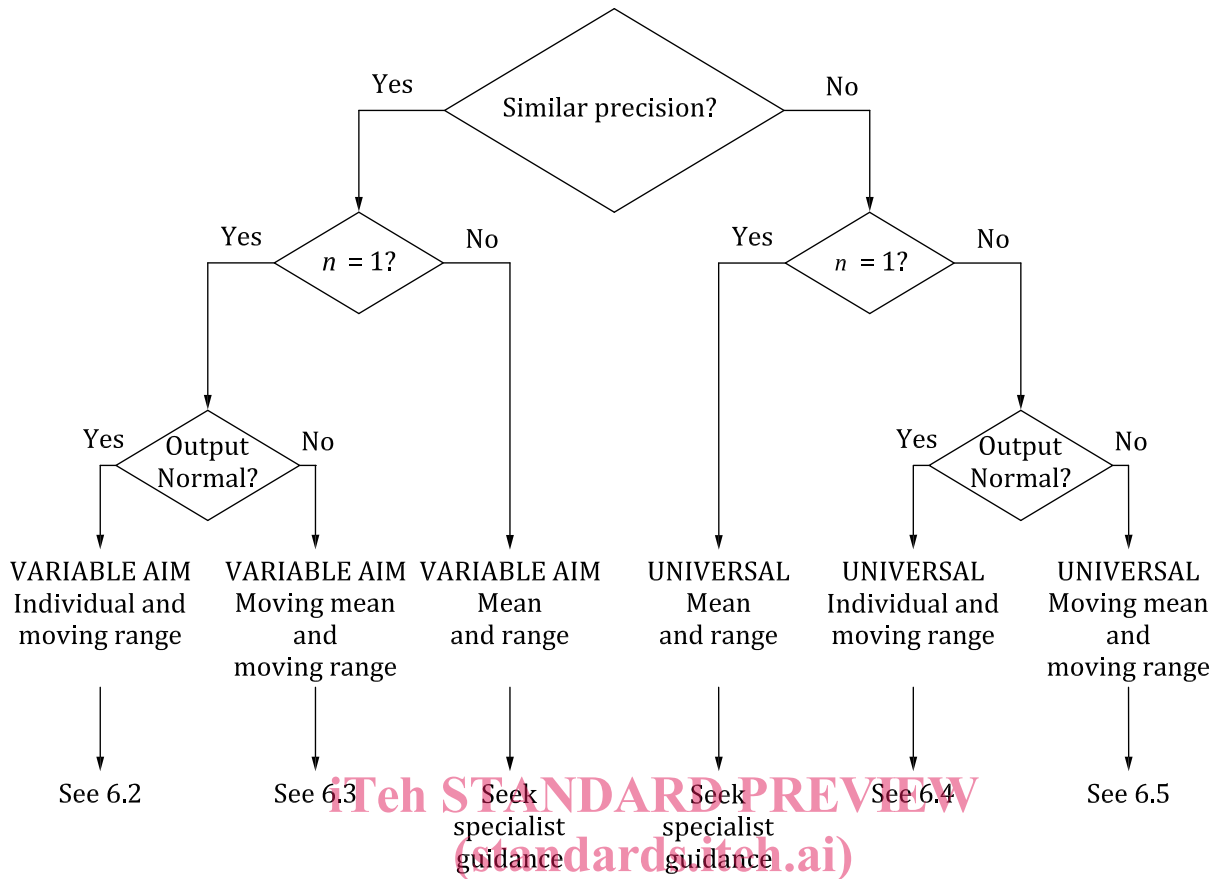 Similar precision?
Yes
No
n = 1?
Yes
No
n = 1?
Yes
No
Output
Normal?
Yes
No
Output
Normal?
Yes
No
VARIABLE AIM
Individual and
moving range
VARIABLE AIM
Moving mean
and
moving range
VARIABLE AIM
Mean
and range
UNIVERSAL
Mean
and range
UNIVERSAL
Individual and
moving range
UNIVERSAL
Moving mean
and
moving range
See 6.2
See 6.3
Seek
specialist
guidance
Seek
specialist
guidance
See 6.4
See 6.5
iTeh STANDARD PREVIEW
(standards.iteh.ai)